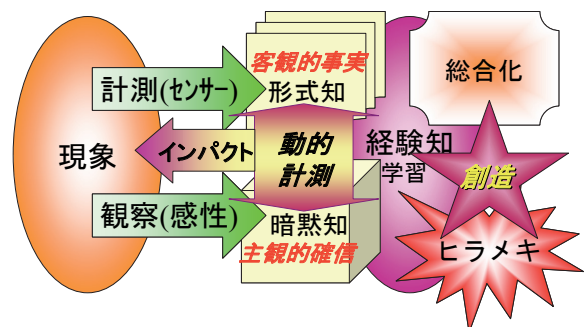 現象
計測(センサー)
インパクト
観察(感性)
客観的事実
形式知
動的
計測
暗黙知
主観的確信
経験知
学習
総合化
創造
ヒラメキ